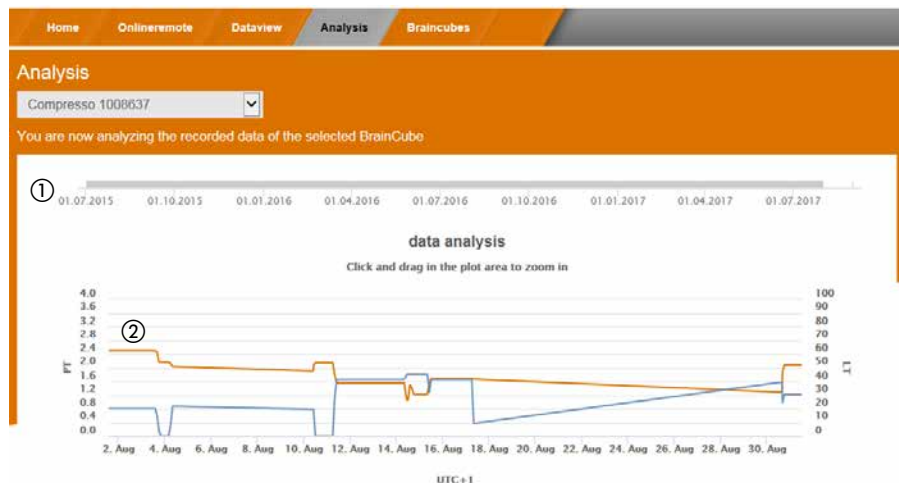 Home Onlineremote Dataview Analysis Braincubes
Analysis
Compresso 1008637
You are now analyzing the recorded data of the selected BrainCube
①
01.07.2015 01.10.2015 01.01.2016 01.04.2016 01.07.2016 01.10.2016 01.01.2017 01.04.2017 01.07.2017
data analysis
Click and drag in the plot area to zoom in
4.0 100
3.6 90
3.2 80
②
2.8 70
2.4 60
PT 2.0 50 LT
1.6 40
1.2 30
0.8 20
0.4 10
0.0 0
2. Aug 4. Aug 6. Aug 8. Aug 10. Aug 12. Aug 14. Aug 16. Aug 18. Aug 20. Aug 22. Aug 24. Aug 26. Aug 28. Aug 30. Aug
UTC+1